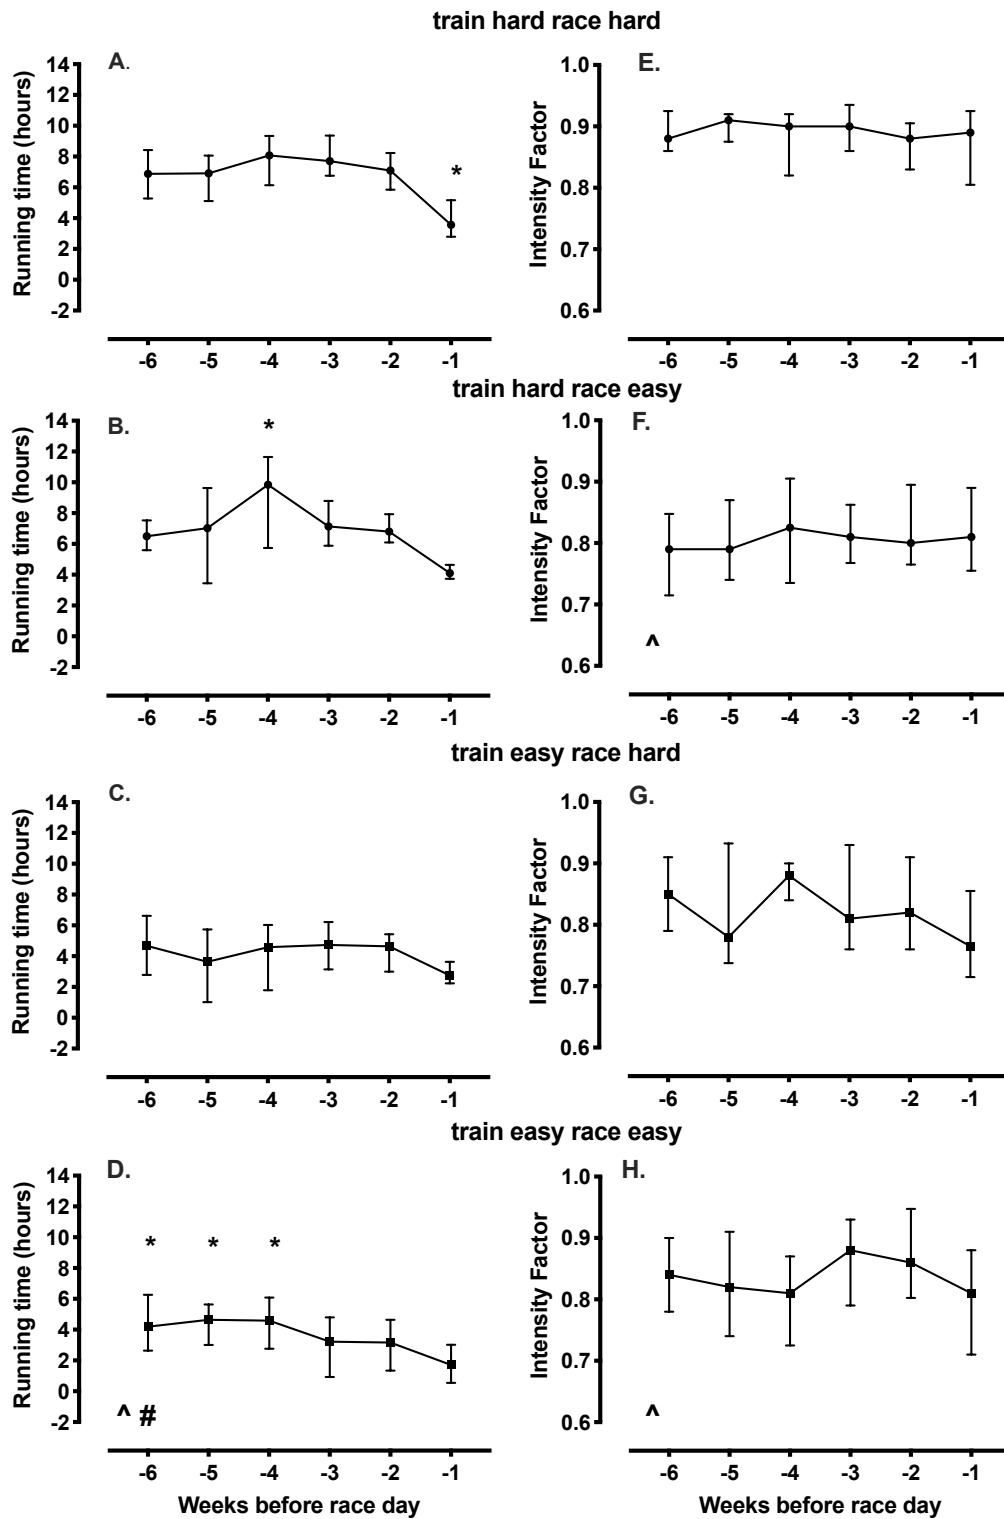 train hard race hard
A.
E.
Running time (hours)
14
12
10
8
6
4
2
0
-2
*
-6 -5 -4 -3 -2 -1
Intensity Factor
1.0
0.9
0.8
0.7
0.6
-6 -5 -4 -3 -2 -1
train hard race easy
B.
F.
Running time (hours)
14
12
10
8
6
4
2
0
-2
*
-6 -5 -4 -3 -2 -1
Intensity Factor
1.0
0.9
0.8
0.7
0.6
^
-6 -5 -4 -3 -2 -1
train easy race hard
C.
G.
Running time (hours)
14
12
10
8
6
4
2
0
-2
-6 -5 -4 -3 -2 -1
Intensity Factor
1.0
0.9
0.8
0.7
0.6
-6 -5 -4 -3 -2 -1
train easy race easy
D.
H.
Running time (hours)
14
12
10
8
6
4
2
0
-2
* * *
^ #
-6 -5 -4 -3 -2 -1
Weeks before race day
Intensity Factor
1.0
0.9
0.8
0.7
0.6
^
-6 -5 -4 -3 -2 -1
Weeks before race day